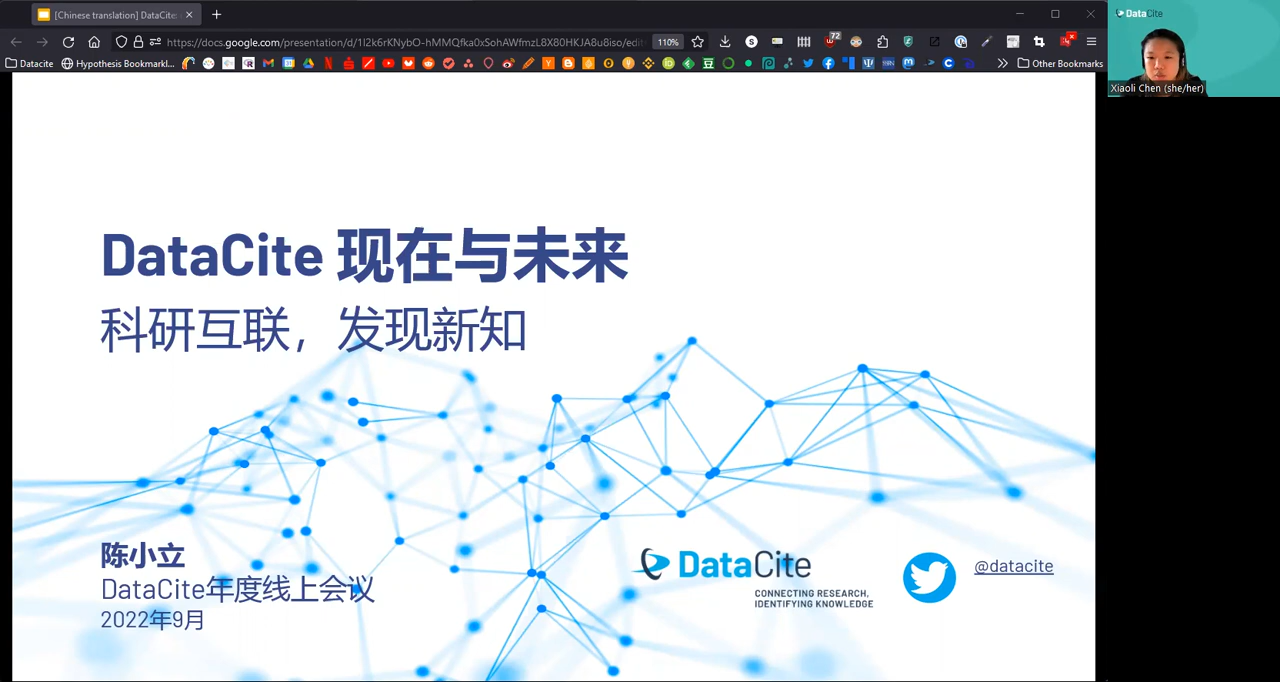 [Chinese translation] DataCite:
https://docs.google.com/presentation/d/1I2k6rKNybO-hMMQfka0xSohAWfmzL8X80HKJA8u8iso/edit
110%
72
Datacite
Hypothesis Bookmarkl...
Other Bookmarks
DataCite
Xiaoli Chen (she/her)
DataCite 现在与未来
科研互联，发现新知
陈小立
DataCite年度线上会议
2022年9月
DataCite
CONNECTING RESEARCH,
IDENTIFYING KNOWLEDGE
@datacite